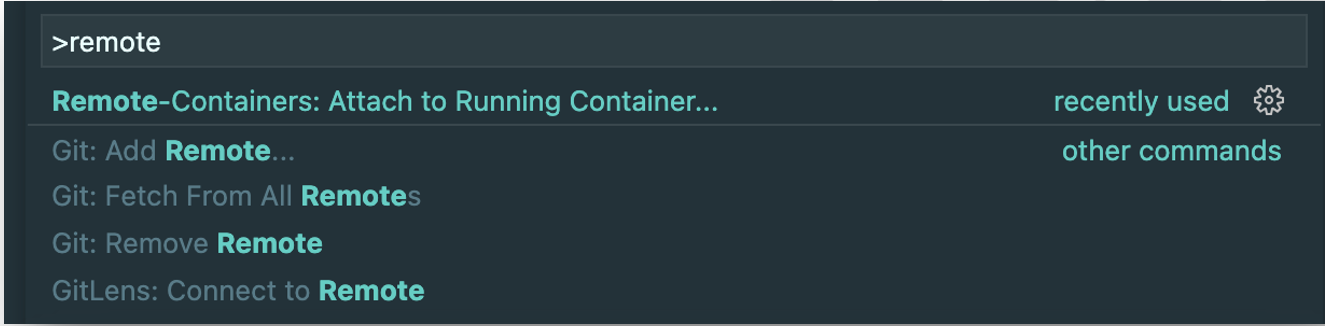 >remote
Remote-Containers: Attach to Running Container... recently used
Git: Add Remote... other commands
Git: Fetch From All Remotes
Git: Remove Remote
GitLens: Connect to Remote